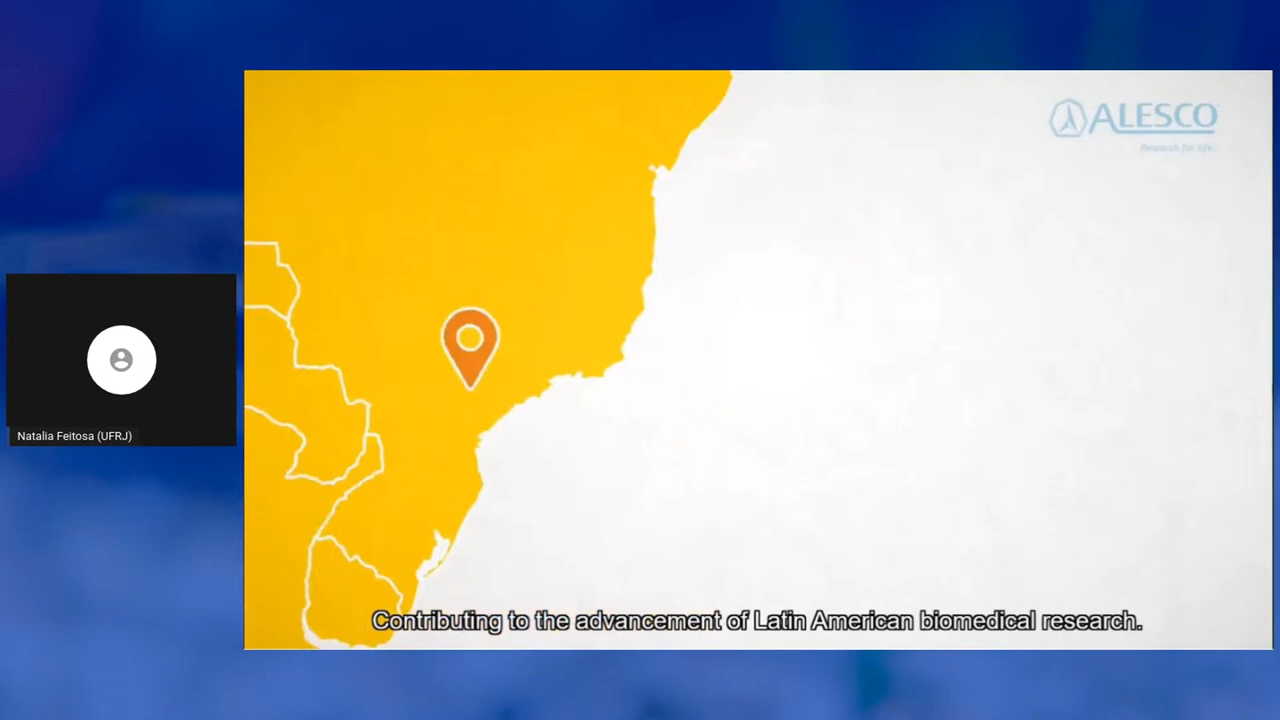 ALESCO
Research for life.
Natalia Feitosa (UFRJ)
Contributing to the advancement of Latin American biomedical research.